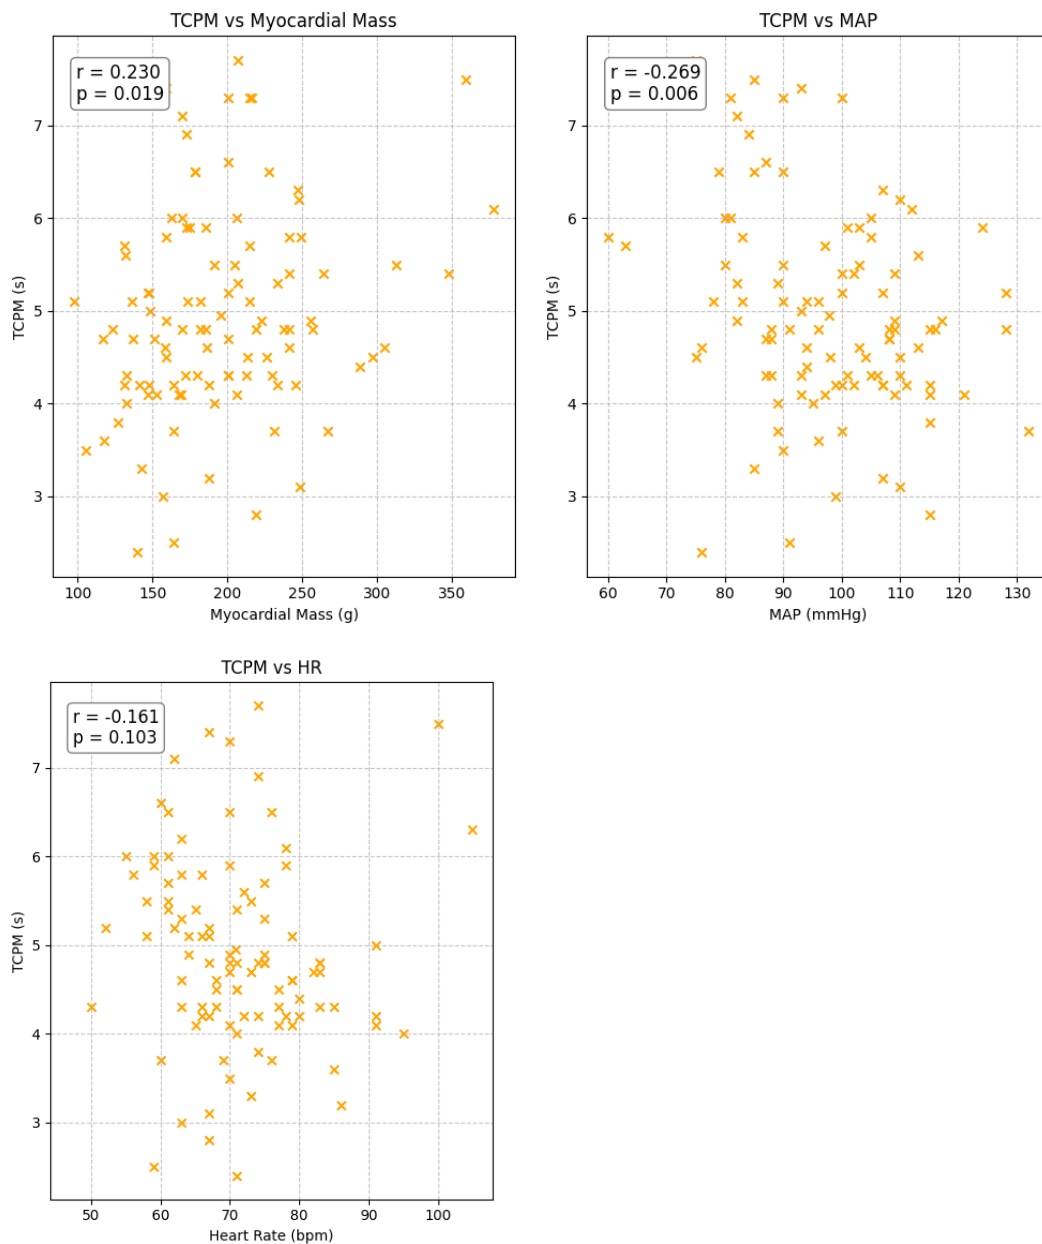 TCPM vs Myocardial Mass
r = 0.230
p = 0.019
7
6
5
4
3
TCPM (s)
100 150 200 250 300 350
Myocardial Mass (g)
TCPM vs MAP
r = -0.269
p = 0.006
7
6
5
4
3
TCPM (s)
60 70 80 90 100 110 120 130
MAP (mmHg)
TCPM vs HR
r = -0.161
p = 0.103
7
6
5
4
3
TCPM (s)
50 60 70 80 90 100
Heart Rate (bpm)